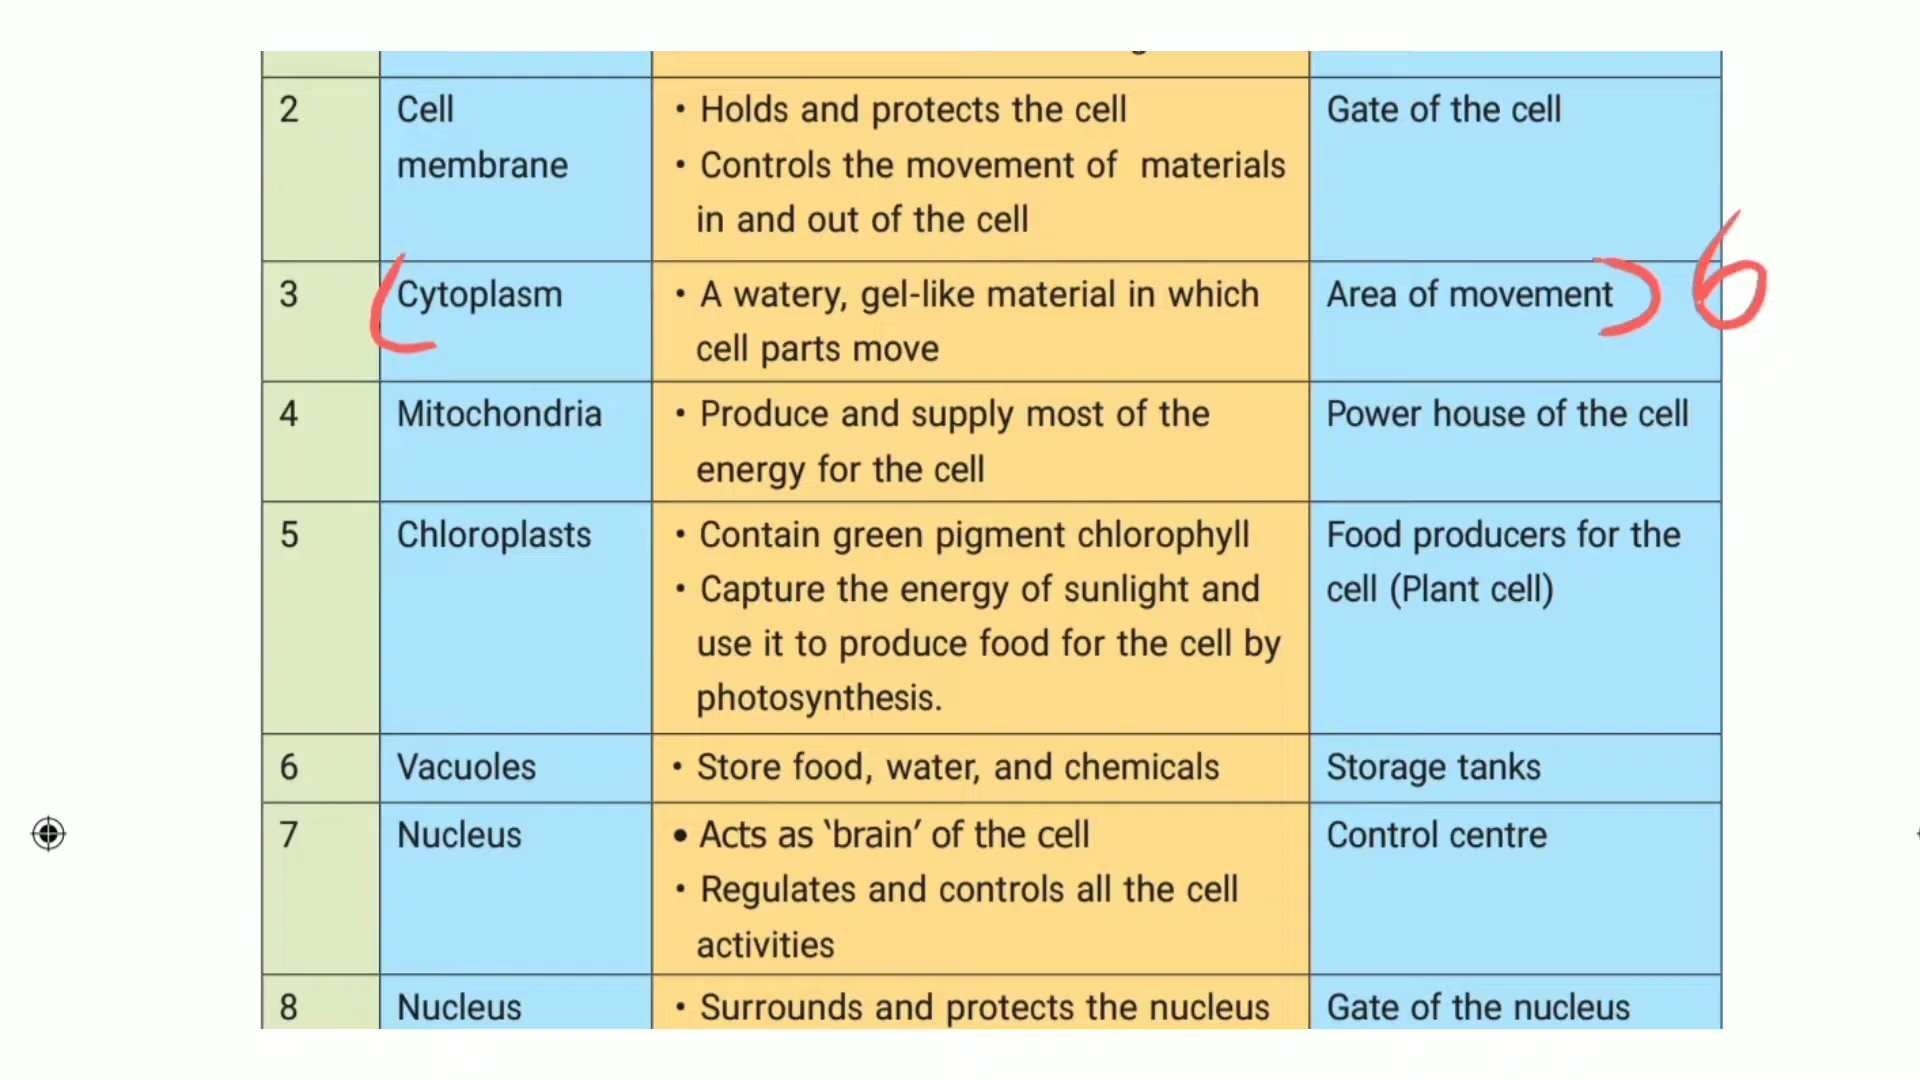 2 Cell • Holds and protects the cell Gate of the cell
membrane • Controls the movement of materials
in and out of the cell
3 Cytoplasm • A watery, gel-like material in which Area of movement 6
cell parts move
4 Mitochondria • Produce and supply most of the Power house of the cell
energy for the cell
5 Chloroplasts • Contain green pigment chlorophyll Food producers for the
• Capture the energy of sunlight and cell (Plant cell)
use it to produce food for the cell by
photosynthesis.
6 Vacuoles • Store food, water, and chemicals Storage tanks
7 Nucleus • Acts as ‘brain’ of the cell Control centre
• Regulates and controls all the cell
activities
8 Nucleus • Surrounds and protects the nucleus Gate of the nucleus